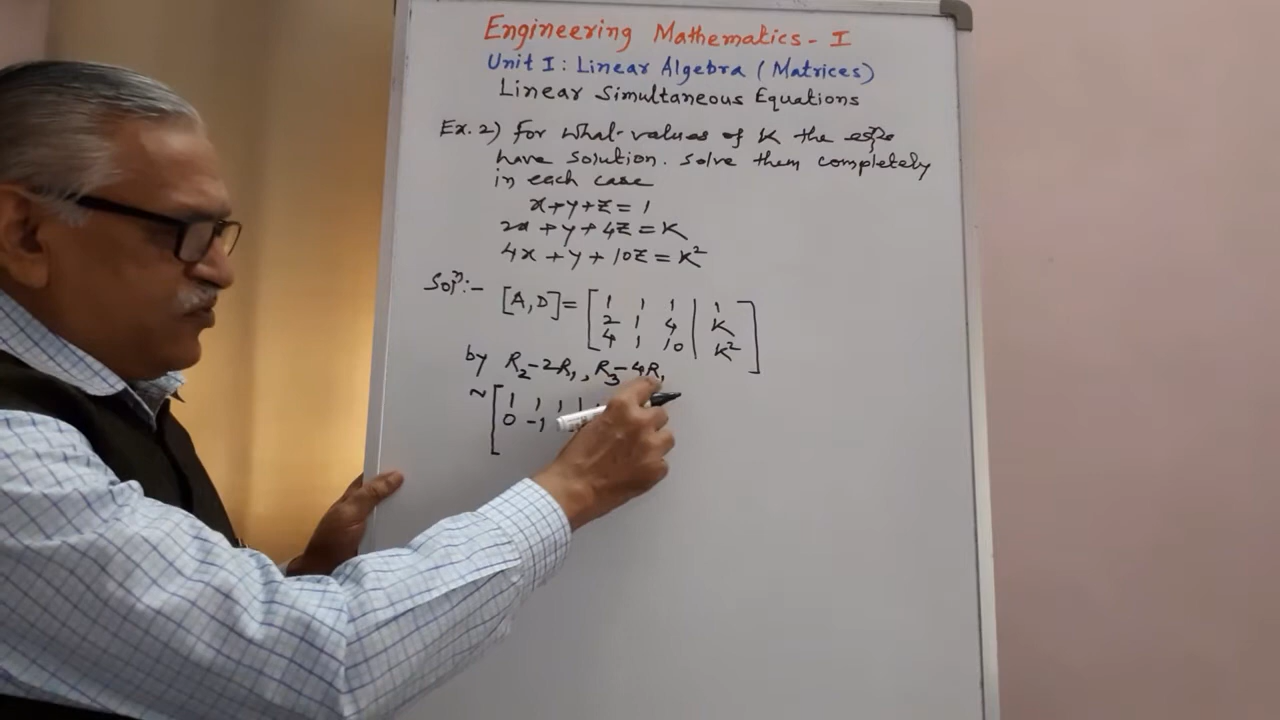 Engineering Mathematics - I
Unit I : Linear Algebra ( Matrices )
Linear Simultaneous Equations
Ex. 2) For what values of K the eqns
have solution. Solve them completely
in each case
x+y+z = 1
2x + y + 4z = K
4x + y + 10z = K²
Solⁿ:- [A, D] = [ 1 1 1 | 1
2 1 4 | K
4 1 10 | K² ]
by R₂-2R₁, R₃-4R₁
~ [ 1 1 1 |
0 -1